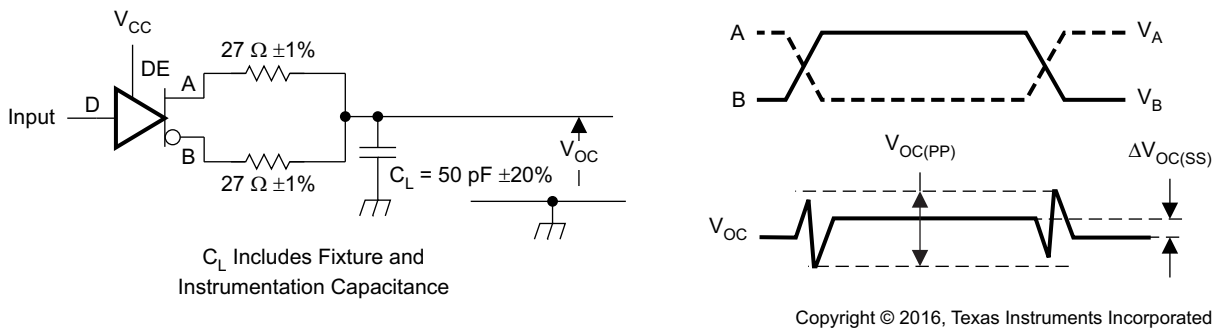 V_CC
27 Ω ±1%
DE
A
D
Input
B
27 Ω ±1%
C_L = 50 pF ±20%
V_OC
C_L Includes Fixture and
Instrumentation Capacitance
A
V_A
B
V_B
V_OC(PP)
ΔV_OC(SS)
V_OC
Copyright © 2016, Texas Instruments Incorporated